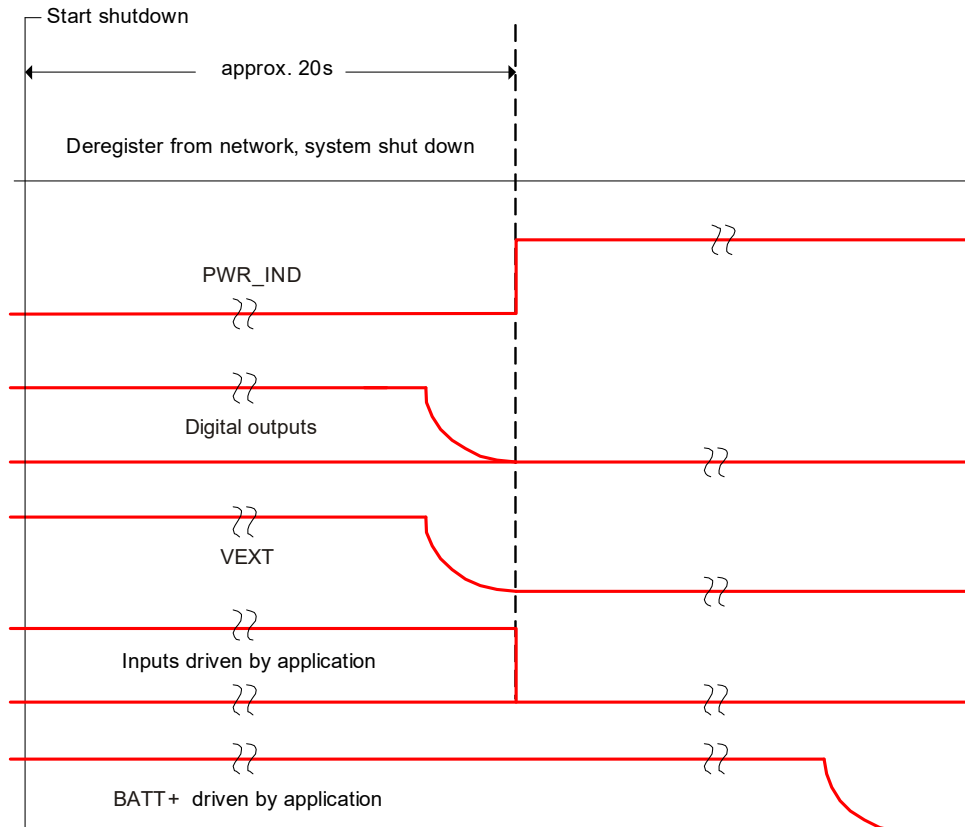 Start shutdown
approx. 20s
Deregister from network, system shut down
PWR_IND
Digital outputs
VEXT
Inputs driven by application
BATT+ driven by application